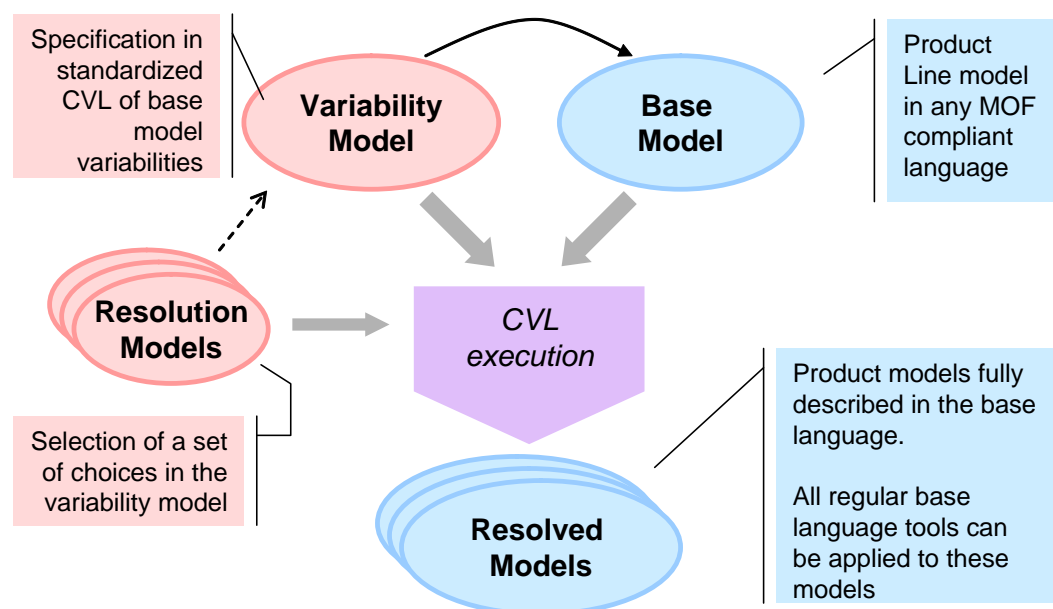 Specification in
standardized
CVL of base
model
variabilities
Variability
Model
Base
Model
Product
Line model
in any MOF
compliant
language
Resolution
Models
CVL
execution
Selection of a set
of choices in the
variability model
Product models fully
described in the base
language.
All regular base
language tools can
be applied to these
models
Resolved
Models